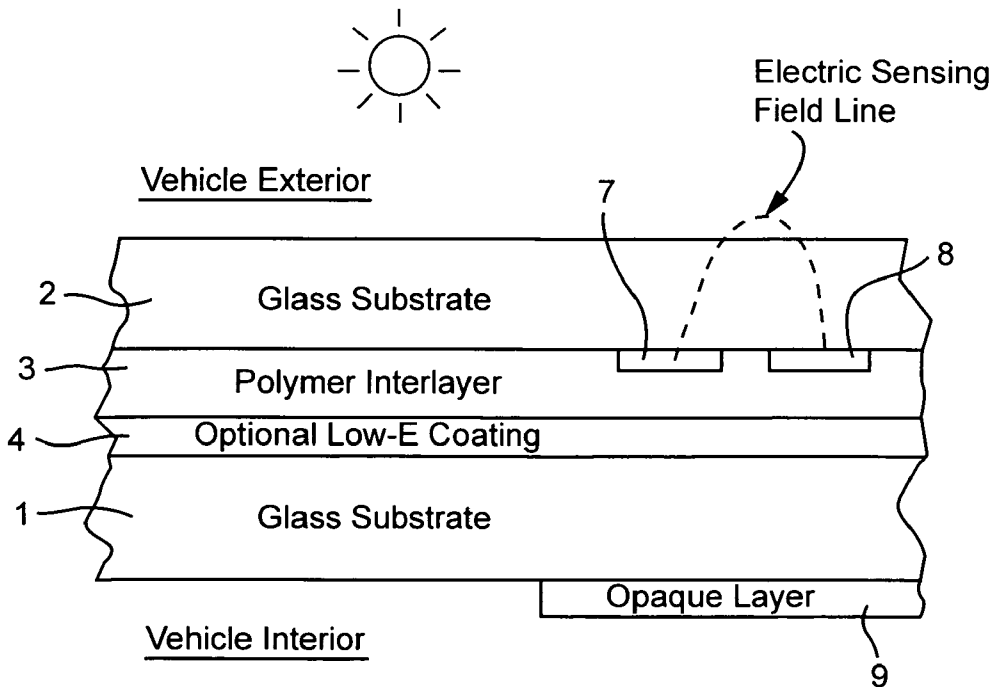 Electric Sensing
Field Line
Vehicle Exterior
7
8
2
Glass Substrate
3
Polymer Interlayer
4
Optional Low-E Coating
1
Glass Substrate
Opaque Layer
Vehicle Interior
9